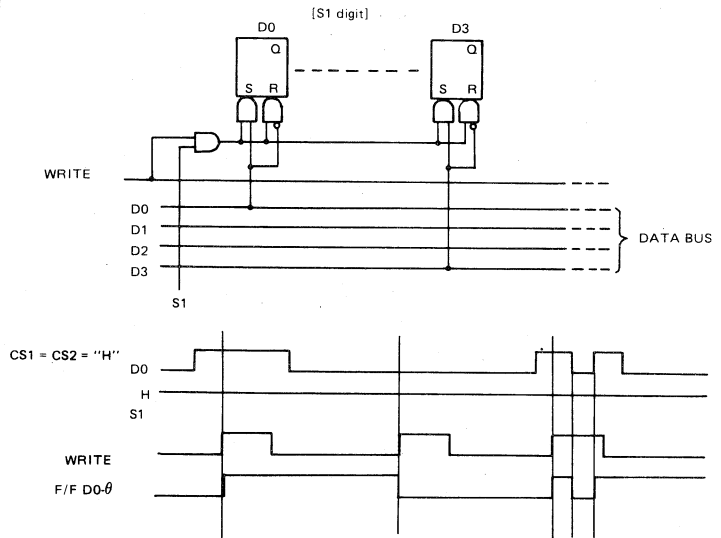 [S1 digit]
D0 D3
Q Q
S R S R
WRITE
D0
D1
D2
D3
DATA BUS
S1
CS1 = CS2 = "H"
D0
H
S1
WRITE
F/F D0-θ